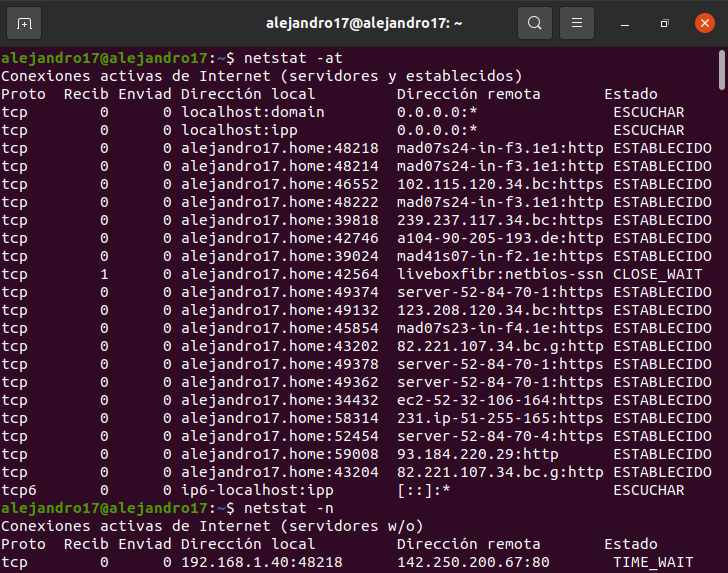 alejandro17@alejandro17: ~
alejandro17@alejandro17:~$ netstat -at
Conexiones activas de Internet (servidores y establecidos)
Proto  Recib Enviad Dirección local         Dirección remota       Estado
tcp        0      0 localhost:domain        0.0.0.0:*               ESCUCHAR
tcp        0      0 localhost:ipp           0.0.0.0:*               ESCUCHAR
tcp        0      0 alejandro17.home:48218  mad07s24-in-f3.1e1:http ESTABLECIDO
tcp        0      0 alejandro17.home:48214  mad07s24-in-f3.1e1:http ESTABLECIDO
tcp        0      0 alejandro17.home:46552  102.115.120.34.bc:https ESTABLECIDO
tcp        0      0 alejandro17.home:48222  mad07s24-in-f3.1e1:http ESTABLECIDO
tcp        0      0 alejandro17.home:39818  239.237.117.34.bc:https ESTABLECIDO
tcp        0      0 alejandro17.home:42746  a104-90-205-193.de:http ESTABLECIDO
tcp        0      0 alejandro17.home:39024  mad41s07-in-f2.1e:https ESTABLECIDO
tcp        1      0 alejandro17.home:42564  liveboxfibr:netbios-ssn CLOSE_WAIT
tcp        0      0 alejandro17.home:49374  server-52-84-70-1:https ESTABLECIDO
tcp        0      0 alejandro17.home:49132  123.208.120.34.bc:https ESTABLECIDO
tcp        0      0 alejandro17.home:45854  mad07s23-in-f4.1e:https ESTABLECIDO
tcp        0      0 alejandro17.home:43202  82.221.107.34.bc.g:http ESTABLECIDO
tcp        0      0 alejandro17.home:49378  server-52-84-70-1:https ESTABLECIDO
tcp        0      0 alejandro17.home:49362  server-52-84-70-1:https ESTABLECIDO
tcp        0      0 alejandro17.home:34432  ec2-52-32-106-164:https ESTABLECIDO
tcp        0      0 alejandro17.home:58314  231.ip-51-255-165:https ESTABLECIDO
tcp        0      0 alejandro17.home:52454  server-52-84-70-4:https ESTABLECIDO
tcp        0      0 alejandro17.home:59008  93.184.220.29:http      ESTABLECIDO
tcp        0      0 alejandro17.home:43204  82.221.107.34.bc.g:http ESTABLECIDO
tcp6       0      0 ip6-localhost:ipp       [::]:*                  ESCUCHAR
alejandro17@alejandro17:~$ netstat -n
Conexiones activas de Internet (servidores w/o)
Proto  Recib Enviad Dirección local         Dirección remota       Estado
tcp        0      0 192.168.1.40:48218      142.250.200.67:80       TIME_WAIT